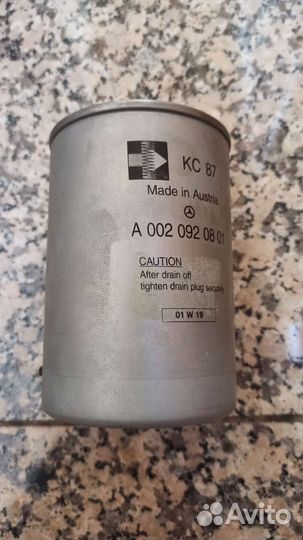 KC 87
Made in Austria
A 002 092 08 01
CAUTION
After drain off
tighten drain plug securely
01 W 19
Avito